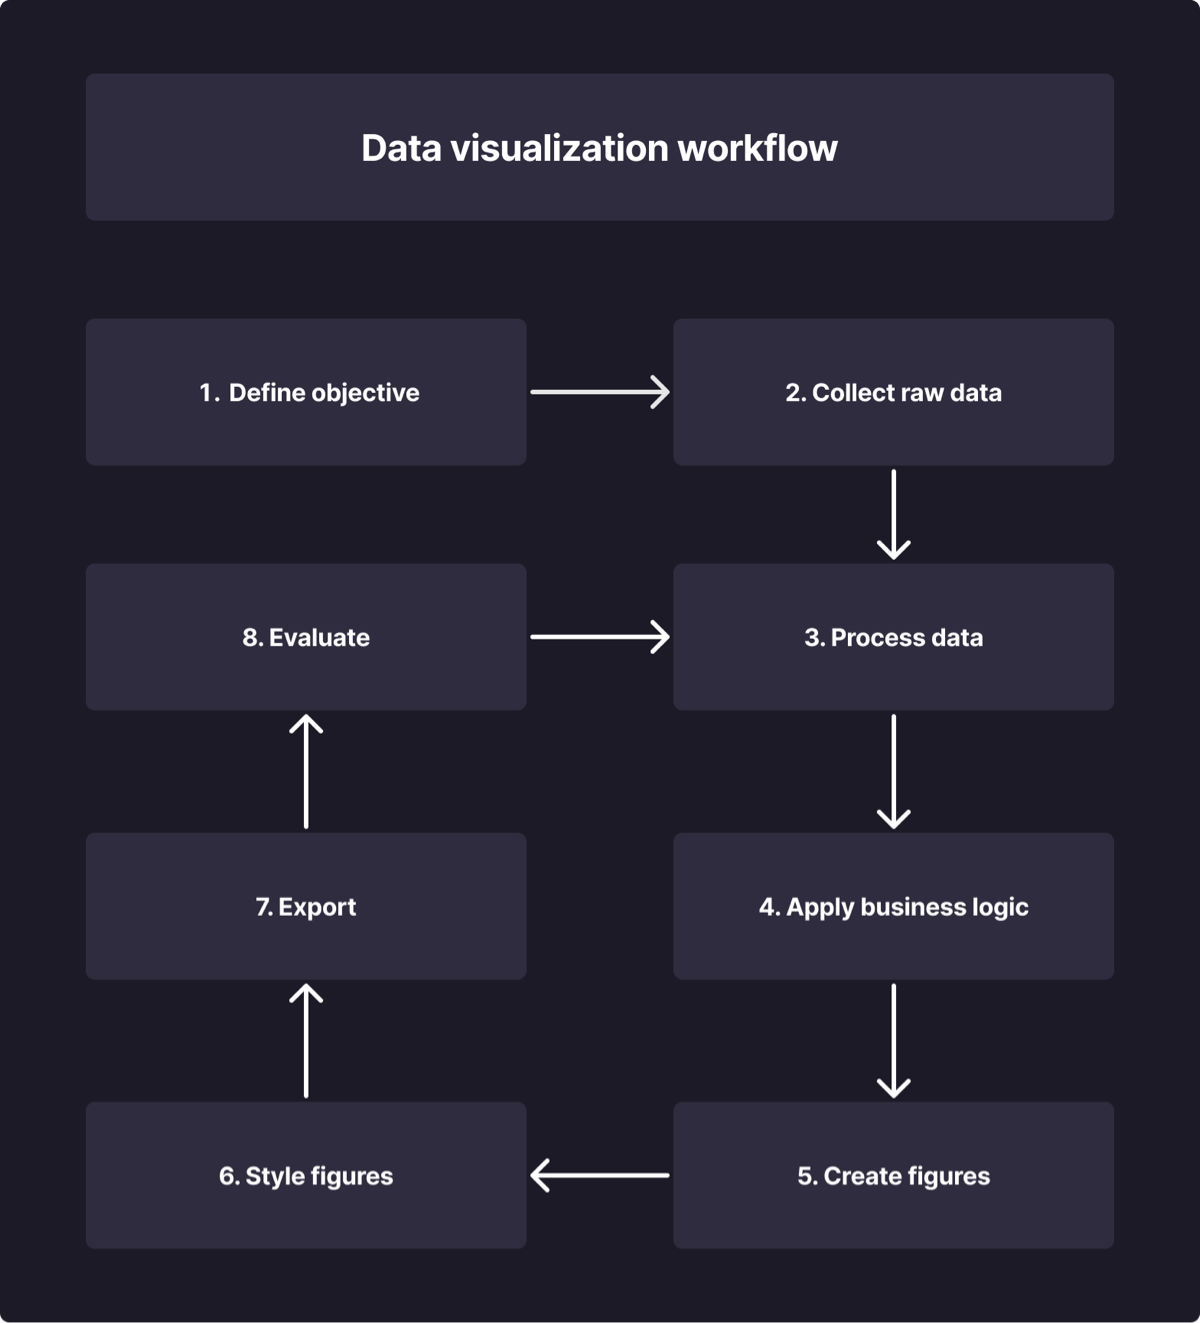 Data visualization workflow
1. Define objective
2. Collect raw data
8. Evaluate
3. Process data
7. Export
4. Apply business logic
6. Style figures
5. Create figures